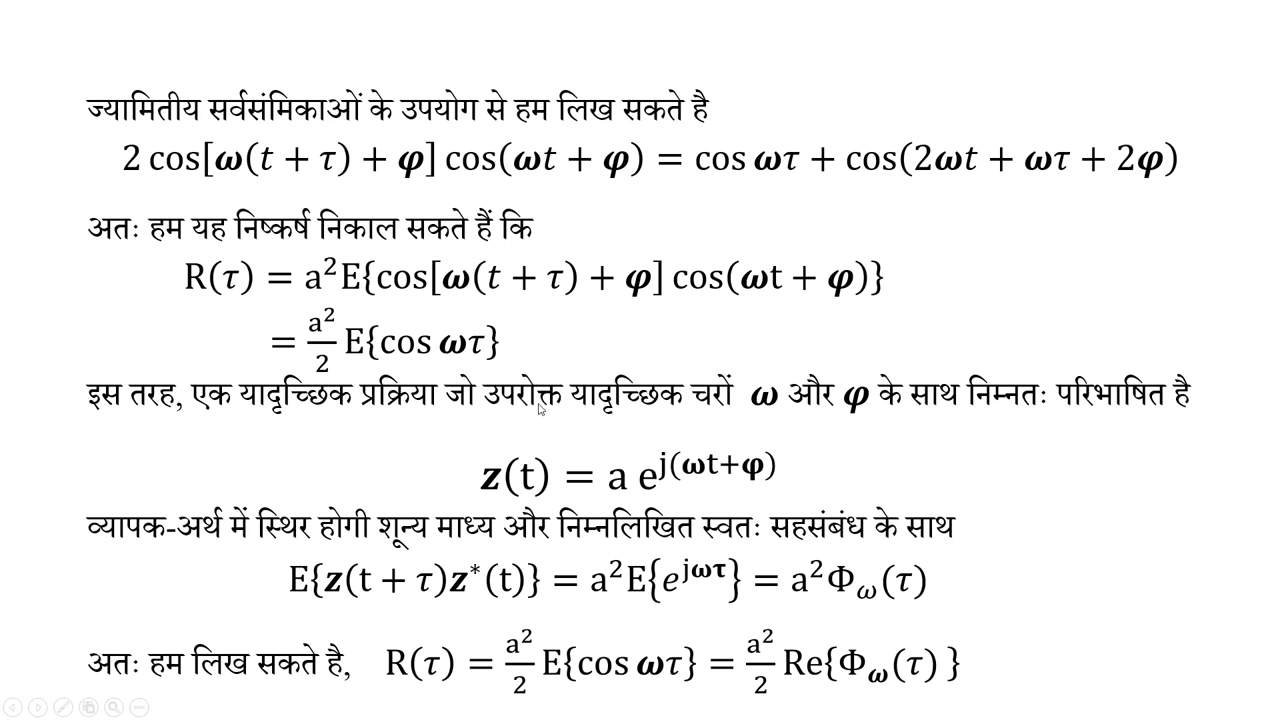 ज्यामितीय सर्वसंमिकाओं के उपयोग से हम लिख सकते है
2 cos[ω(t + τ) + φ] cos(ωt + φ) = cos ωτ + cos(2ωt + ωτ + 2φ)
अतः हम यह निष्कर्ष निकाल सकते हैं कि
R(τ) = a²E{cos[ω(t + τ) + φ] cos(ωt + φ)}
= a²/2 E{cos ωτ}
इस तरह, एक यादृच्छिक प्रक्रिया जो उपरोक्त यादृच्छिक चरों ω और φ के साथ निम्नतः परिभाषित है
z(t) = a e^{j(ωt+φ)}
व्यापक-अर्थ में स्थिर होगी शून्य माध्य और निम्नलिखित स्वतः सहसंबंध के साथ
E{z(t + τ)z*(t)} = a²E{e^{jωτ}} = a²Φ_ω(τ)
अतः हम लिख सकते है, R(τ) = a²/2 E{cos ωτ} = a²/2 Re{Φ_ω(τ) }